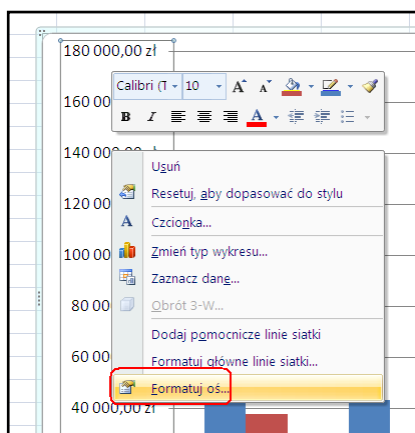 180 000,00 zł
Calibri (T 10 A A
160 00
B I A
140 000,00 zł
Usuń
Resetuj, aby dopasować do stylu
120 00
A Czcionka...
Zmień typ wykresu...
100 00
Zaznacz dane...
80 00
Obrót 3-W...
Dodaj pomocnicze linie siatki
60 00
Formatuj główne linie siatki...
Formatuj oś...
40 000,00 zł